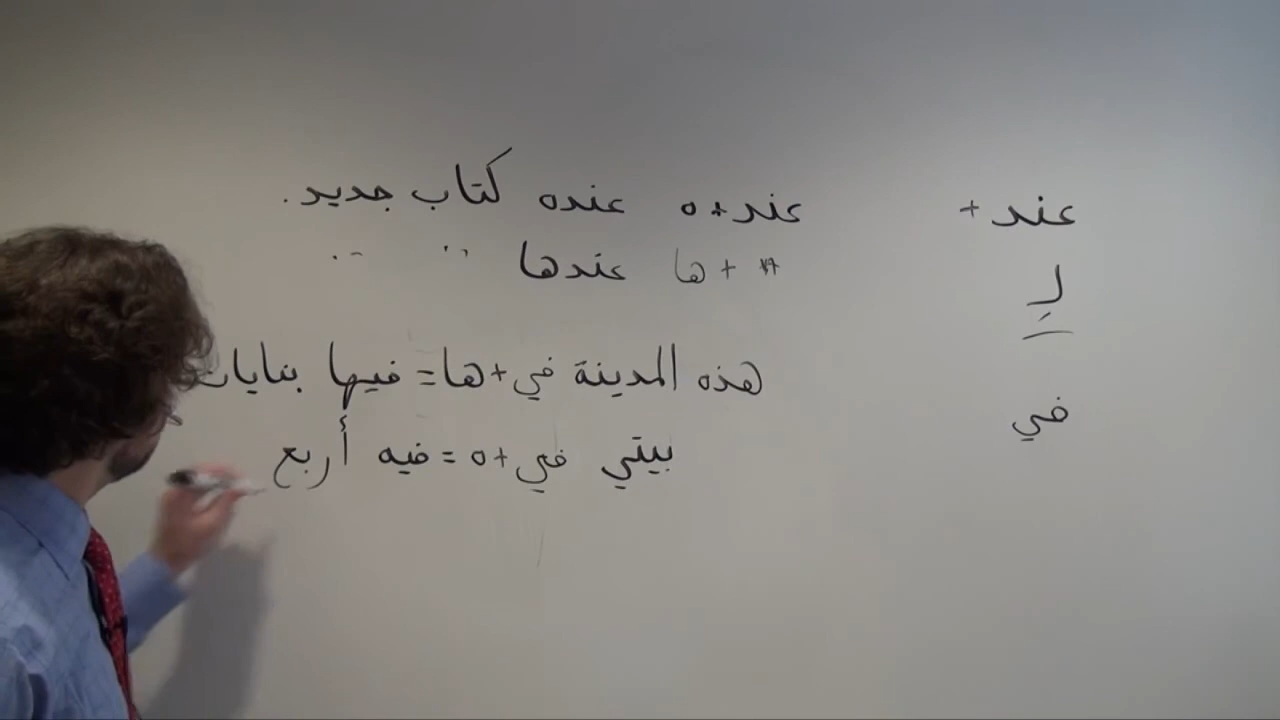 عند +
لِ
في
عند + ه عنده كتاب جديد.
" + ها عندها " "
هذه المدينة في + ها = فيها بنايات
بيتي في + ه = فيه أربع